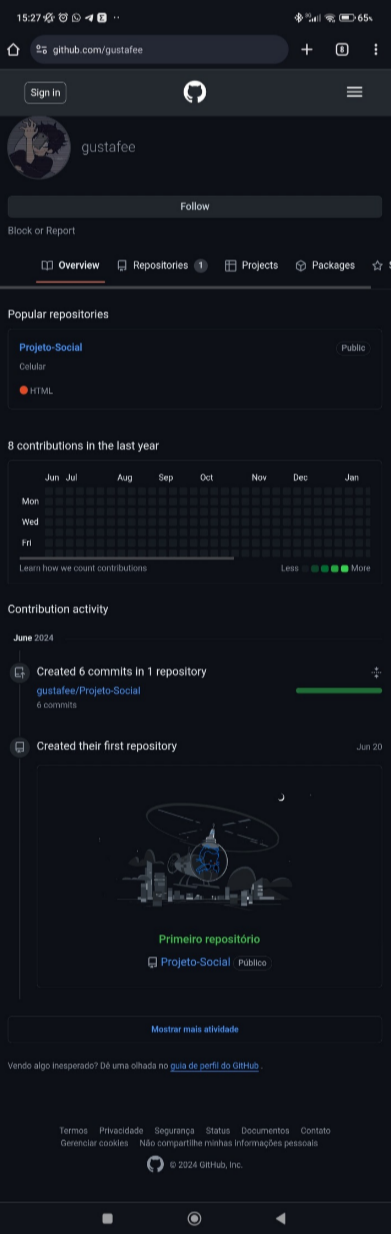 15:27
65%
github.com/gustafee
8
Sign in
gustafee
Follow
Block or Report
Overview Repositories 1 Projects Packages
Popular repositories
Projeto-Social Public
Celular
HTML
8 contributions in the last year
Jun Jul Aug Sep Oct Nov Dec Jan
Mon
Wed
Fri
Learn how we count contributions Less More
Contribution activity
June 2024
Created 6 commits in 1 repository
gustafee/Projeto-Social
6 commits
Created their first repository Jun 20
Primeiro repositório
Projeto-Social Público
Mostrar mais atividade
Vendo algo inesperado? Dê uma olhada no guia de perfil do GitHub .
Termos Privacidade Segurança Status Documentos Contato
Gerenciar cookies Não compartilhe minhas informações pessoais
© 2024 GitHub, Inc.